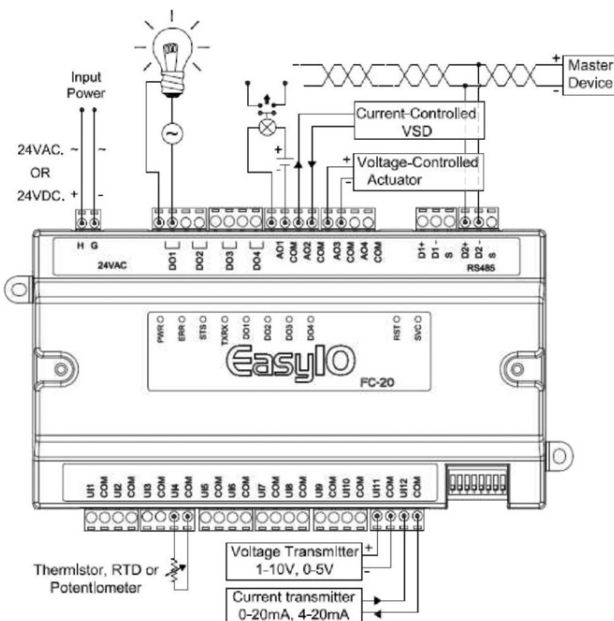 Input
Power
24VAC. ~ ~
OR
24VDC. + -
~
+
-
Current-Controlled
VSD
+ Voltage-Controlled
- Actuator
+ Master
- Device
H G
24VAC
DO1 DO2 DO3 DO4
AO1 COM AO2 COM AO3 COM AO4 COM
D1+ D1- S D2+ D2- S
RS485
PWR ERR STS TXRX DO1 DO2 DO3 DO4 RST SVC
EasyIO
FC-20
UI1 COM UI2 COM UI3 COM UI4 COM UI5 COM UI6 COM UI7 COM UI8 COM UI9 COM UI10 COM UI11 COM UI12 COM
Thermistor, RTD or
Potentiometer
Voltage Transmitter +
1-10V, 0-5V -
Current transmitter
0-20mA, 4-20mA